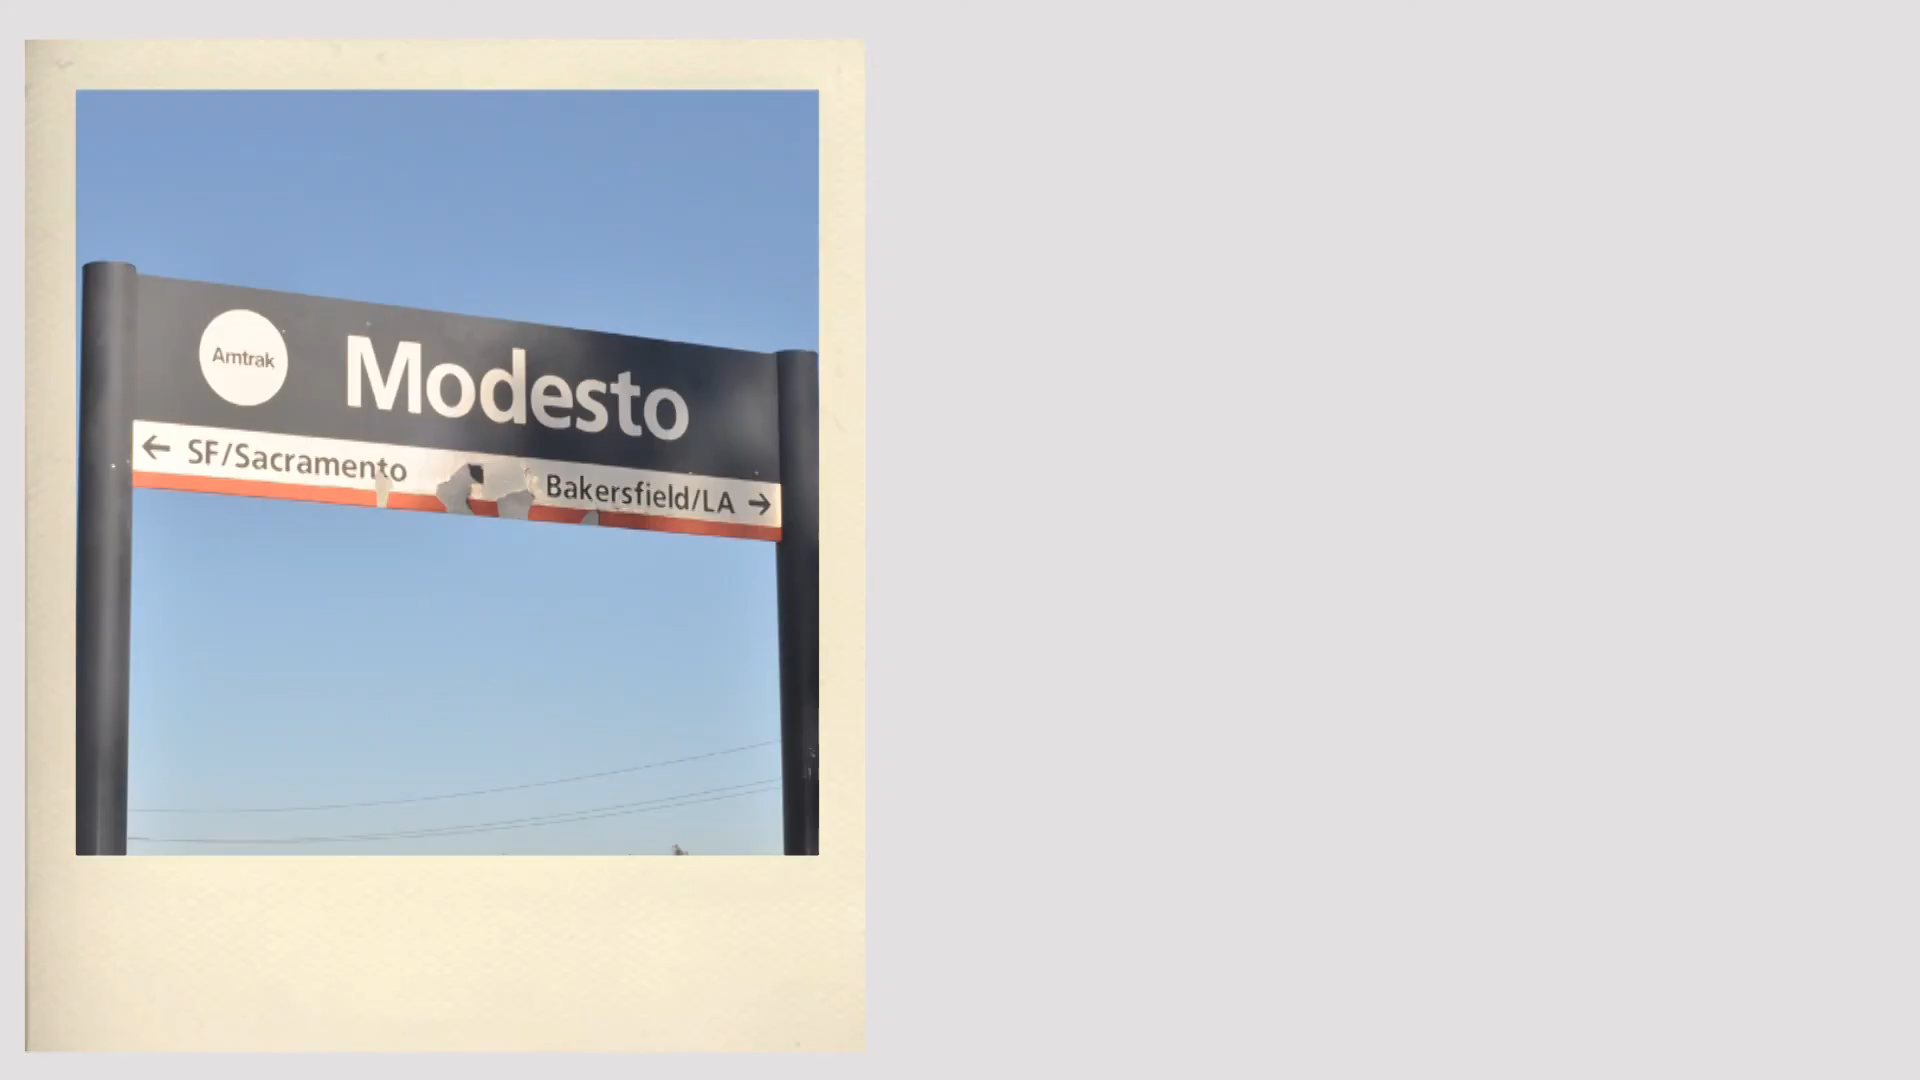 Amtrak
Modesto
← SF/Sacramento
Bakersfield/LA →